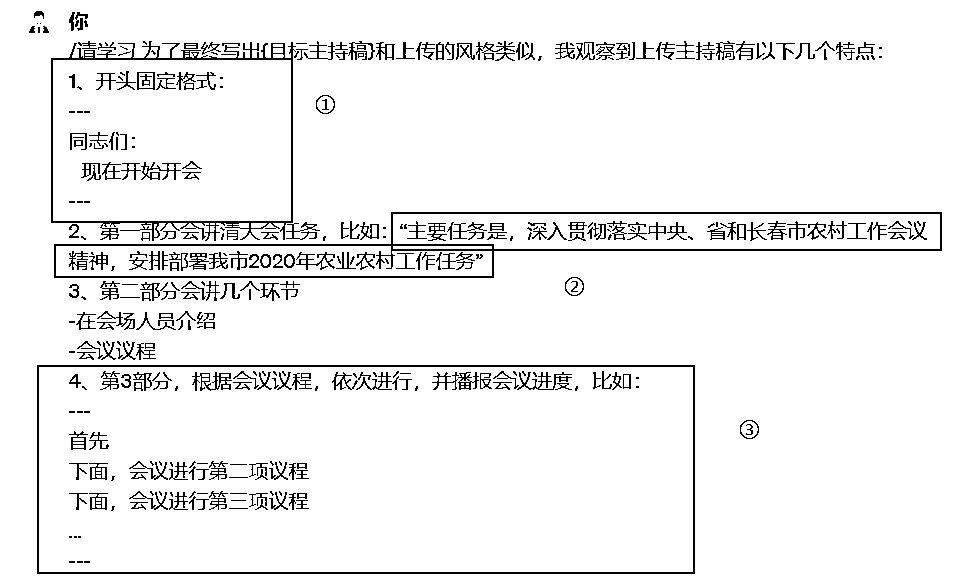 你
/请学习 为了最终写出{目标主持稿}和上传的风格类似，我观察到上传主持稿有以下几个特点：
1、开头固定格式：
---
①
同志们：
现在开始开会
---
2、第一部分会讲清大会任务，比如：“主要任务是，深入贯彻落实中央、省和长春市农村工作会议
精神，安排部署我市2020年农业农村工作任务”
②
3、第二部分会讲几个环节
-在会场人员介绍
-会议议程
4、第3部分，根据会议议程，依次进行，并播报会议进度，比如：
---
③
首先
下面，会议进行第二项议程
下面，会议进行第三项议程
...
---